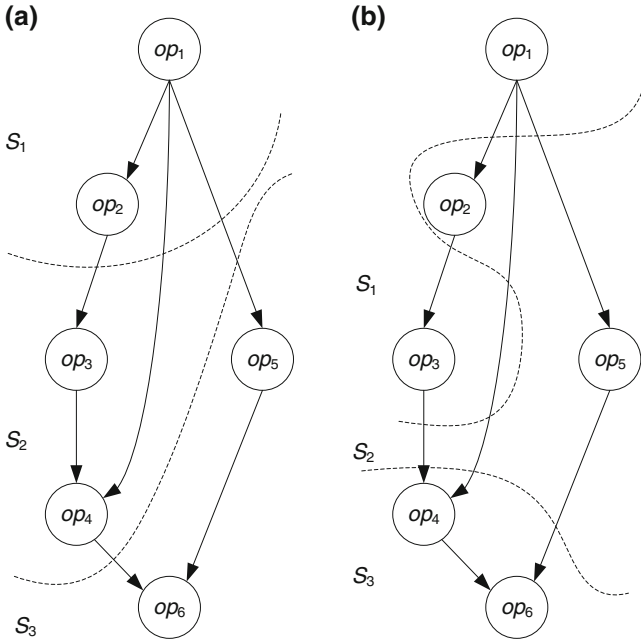 (a)
op₁
S₁
op₂
op₃
op₅
S₂
op₄
S₃
op₆
(b)
op₁
op₂
S₁
op₃
op₅
S₂
op₄
S₃
op₆